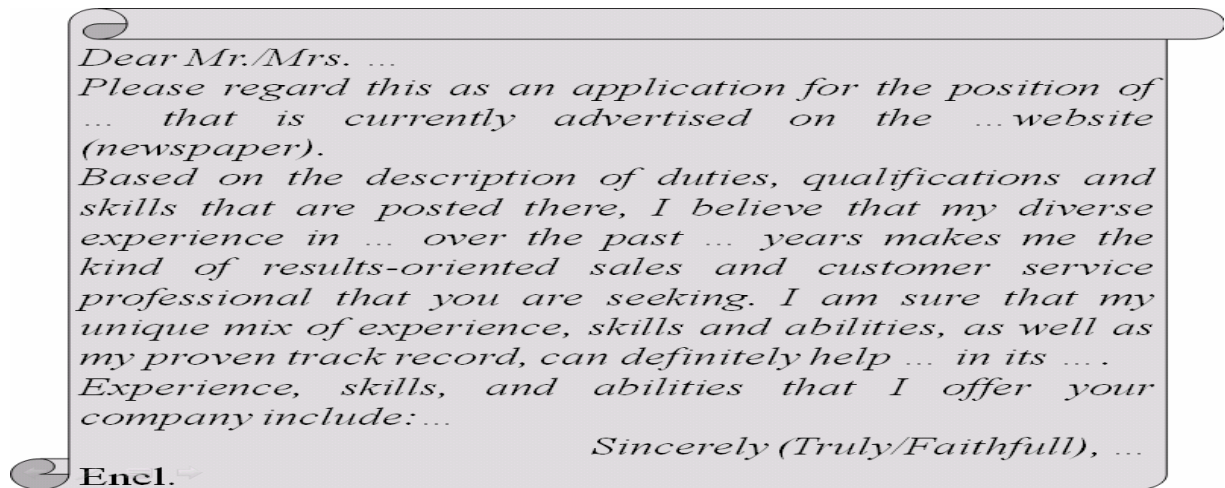 Dear Mr./Mrs. ...
Please regard this as an application for the position of
... that is currently advertised on the ... website
(newspaper).
Based on the description of duties, qualifications and
skills that are posted there, I believe that my diverse
experience in ... over the past ... years makes me the
kind of results-oriented sales and customer service
professional that you are seeking. I am sure that my
unique mix of experience, skills and abilities, as well as
my proven track record, can definitely help ... in its ... .
Experience, skills, and abilities that I offer your
company include: ...
Sincerely (Truly/Faithfull), ...
Encl.